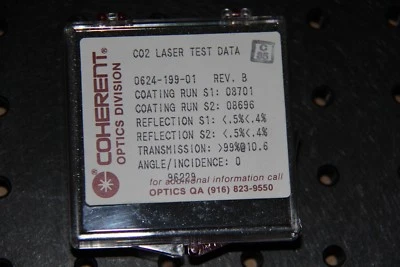 COHERENT®
OPTICS DIVISION
CO2 LASER TEST DATA
0624-199-01 REV. B
COATING RUN S1: 08701
COATING RUN S2: 08696
REFLECTION S1: <.5%<.4%
REFLECTION S2: <.5%<.4%
TRANSMISSION: >99%@10.6
ANGLE/INCIDENCE: 0
96029
for additional information call
OPTICS QA (916) 823-9550